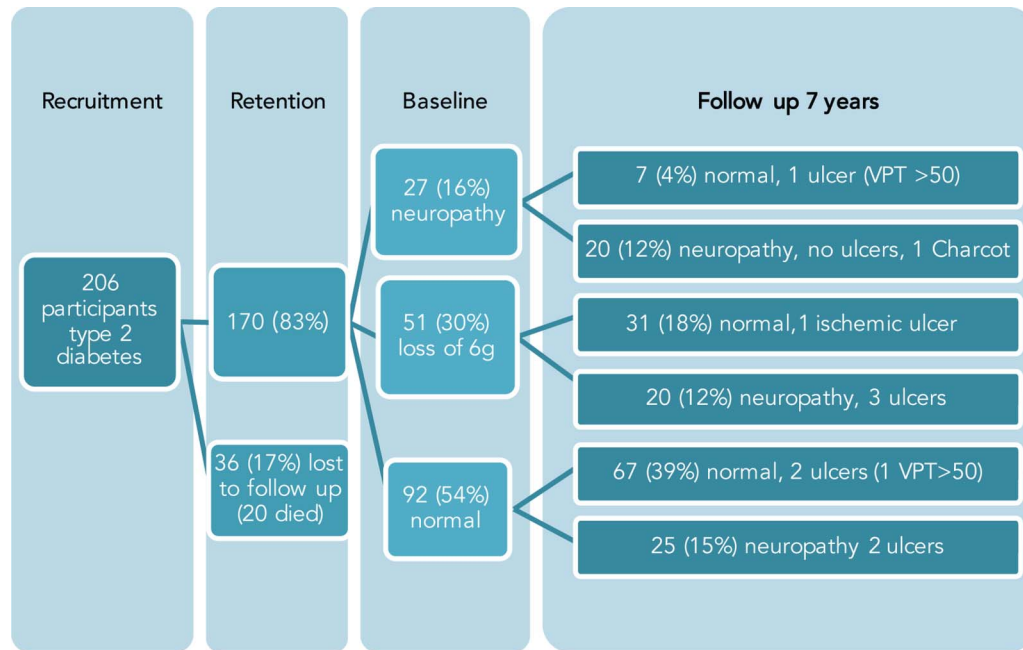 Recruitment
Retention
Baseline
Follow up 7 years
206
participants
type 2
diabetes
170 (83%)
36 (17%) lost
to follow up
(20 died)
27 (16%)
neuropathy
51 (30%)
loss of 6g
92 (54%)
normal
7 (4%) normal, 1 ulcer (VPT >50)
20 (12%) neuropathy, no ulcers, 1 Charcot
31 (18%) normal,1 ischemic ulcer
20 (12%) neuropathy, 3 ulcers
67 (39%) normal, 2 ulcers (1 VPT>50)
25 (15%) neuropathy 2 ulcers